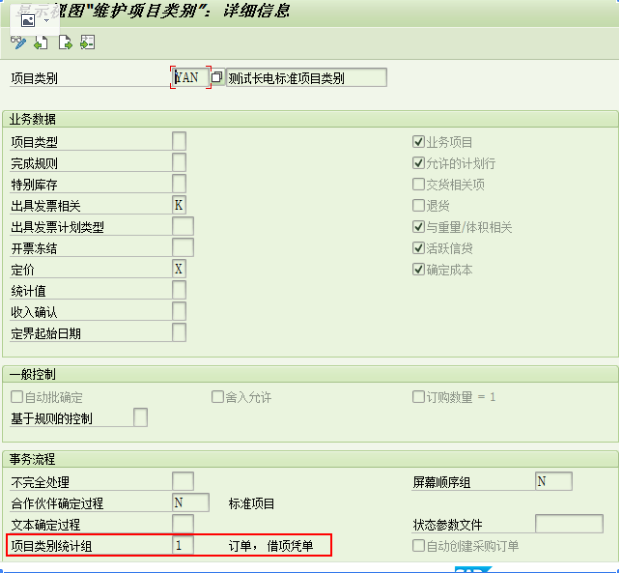 显示视图"维护项目类别": 详细信息
项目类别 YAN 测试长电标准项目类别
业务数据
项目类型 业务项目
完成规则 允许的计划行
特别库存 交货相关项
出具发票相关 K 退货
出具发票计划类型 与重量/体积相关
开票冻结 活跃信贷
定价 X 确定成本
统计值
收入确认
定界起始日期
一般控制
自动批确定 舍入允许 订购数量 = 1
基于规则的控制
事务流程
不完全处理 屏幕顺序组 N
合作伙伴确定过程 N 标准项目
文本确定过程 状态参数文件
项目类别统计组 1 订单, 借项凭单 自动创建采购订单